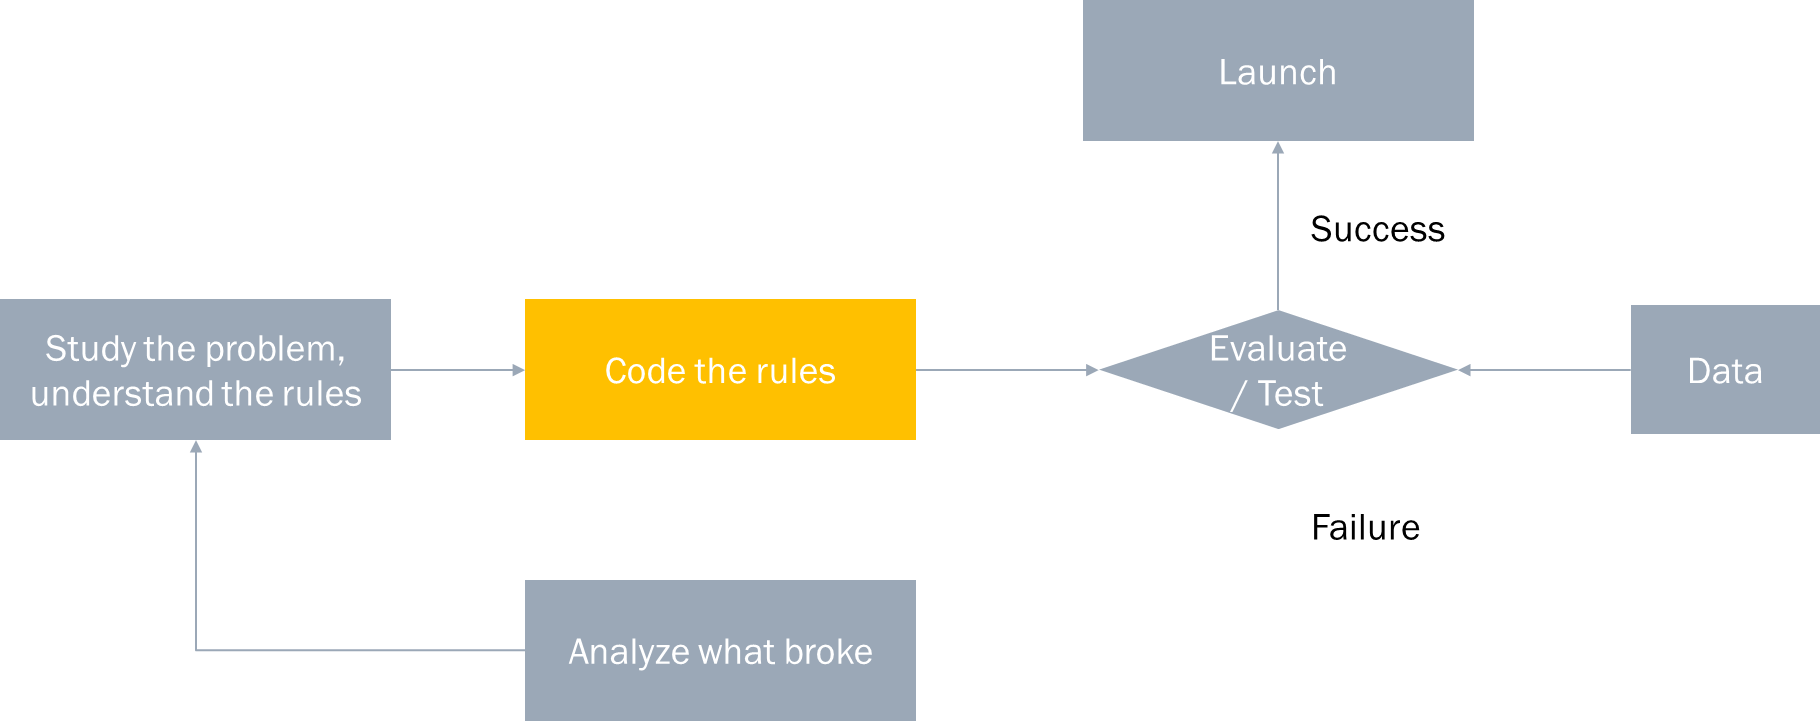 Launch
Success
Study the problem,
understand the rules
Code the rules
Evaluate
/ Test
Data
Failure
Analyze what broke